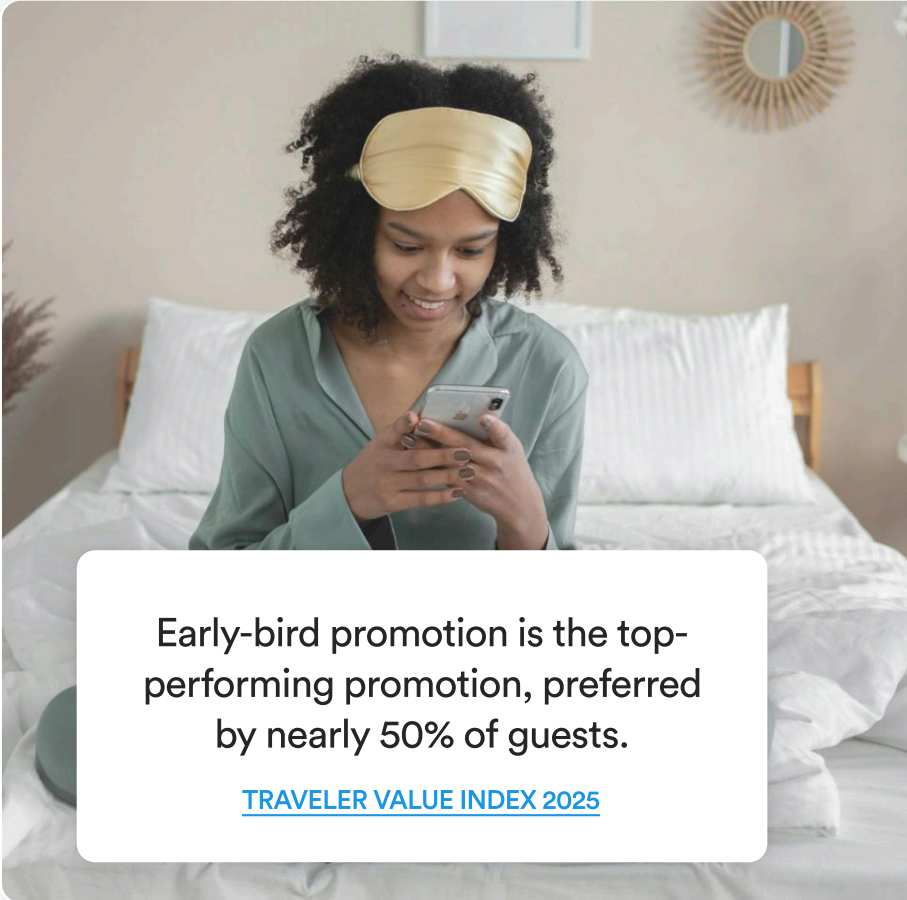 Early-bird promotion is the top-
performing promotion, preferred
by nearly 50% of guests.
TRAVELER VALUE INDEX 2025